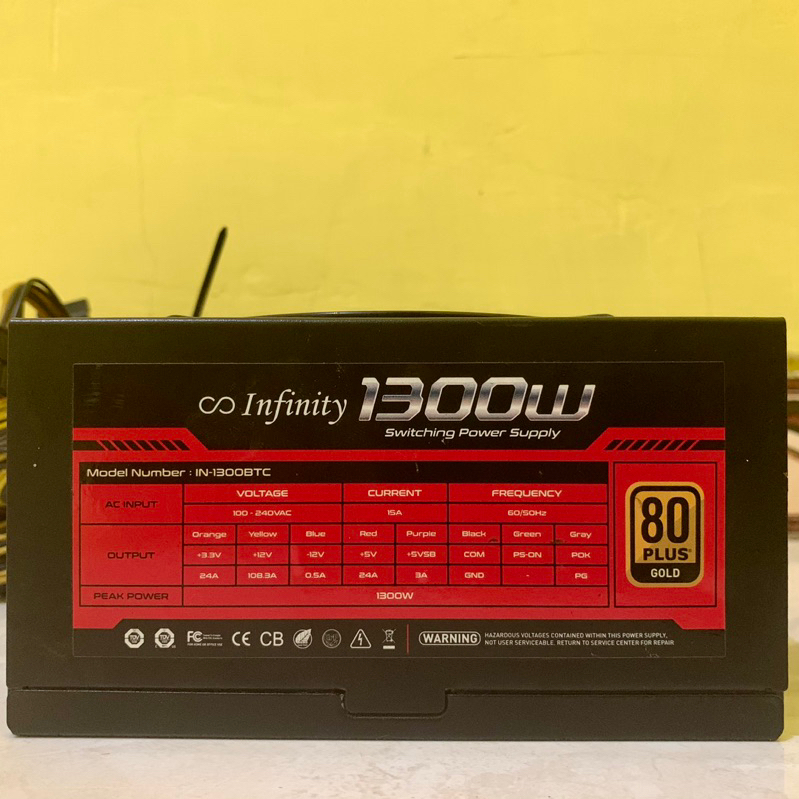 ∞ Infinity 1300W
Switching Power Supply
Model Number : IN-1300BTC
AC INPUT VOLTAGE CURRENT FREQUENCY
100 - 240VAC 15A 60/50Hz
OUTPUT Orange Yellow Blue Red Purple Black Green Gray
+3.3V +12V -12V +5V +5VSB COM PS-ON POK
24A 108.3A 0.5A 24A 3A GND - PG
PEAK POWER 1300W
80
PLUS
GOLD
FC CE CB
WARNING HAZARDOUS VOLTAGES CONTAINED WITHIN THIS POWER SUPPLY,
NOT USER SERVICEABLE. RETURN TO SERVICE CENTER FOR REPAIR